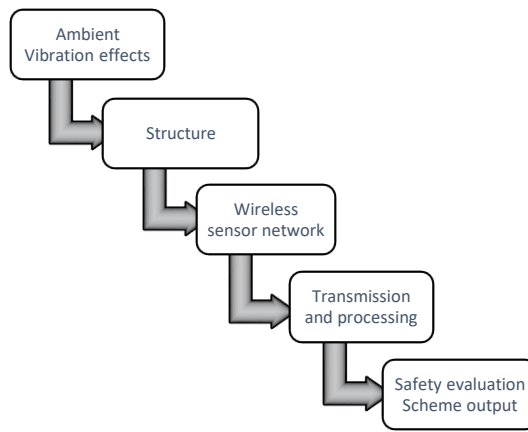 Ambient
Vibration effects
Structure
Wireless
sensor network
Transmission
and processing
Safety evaluation
Scheme output